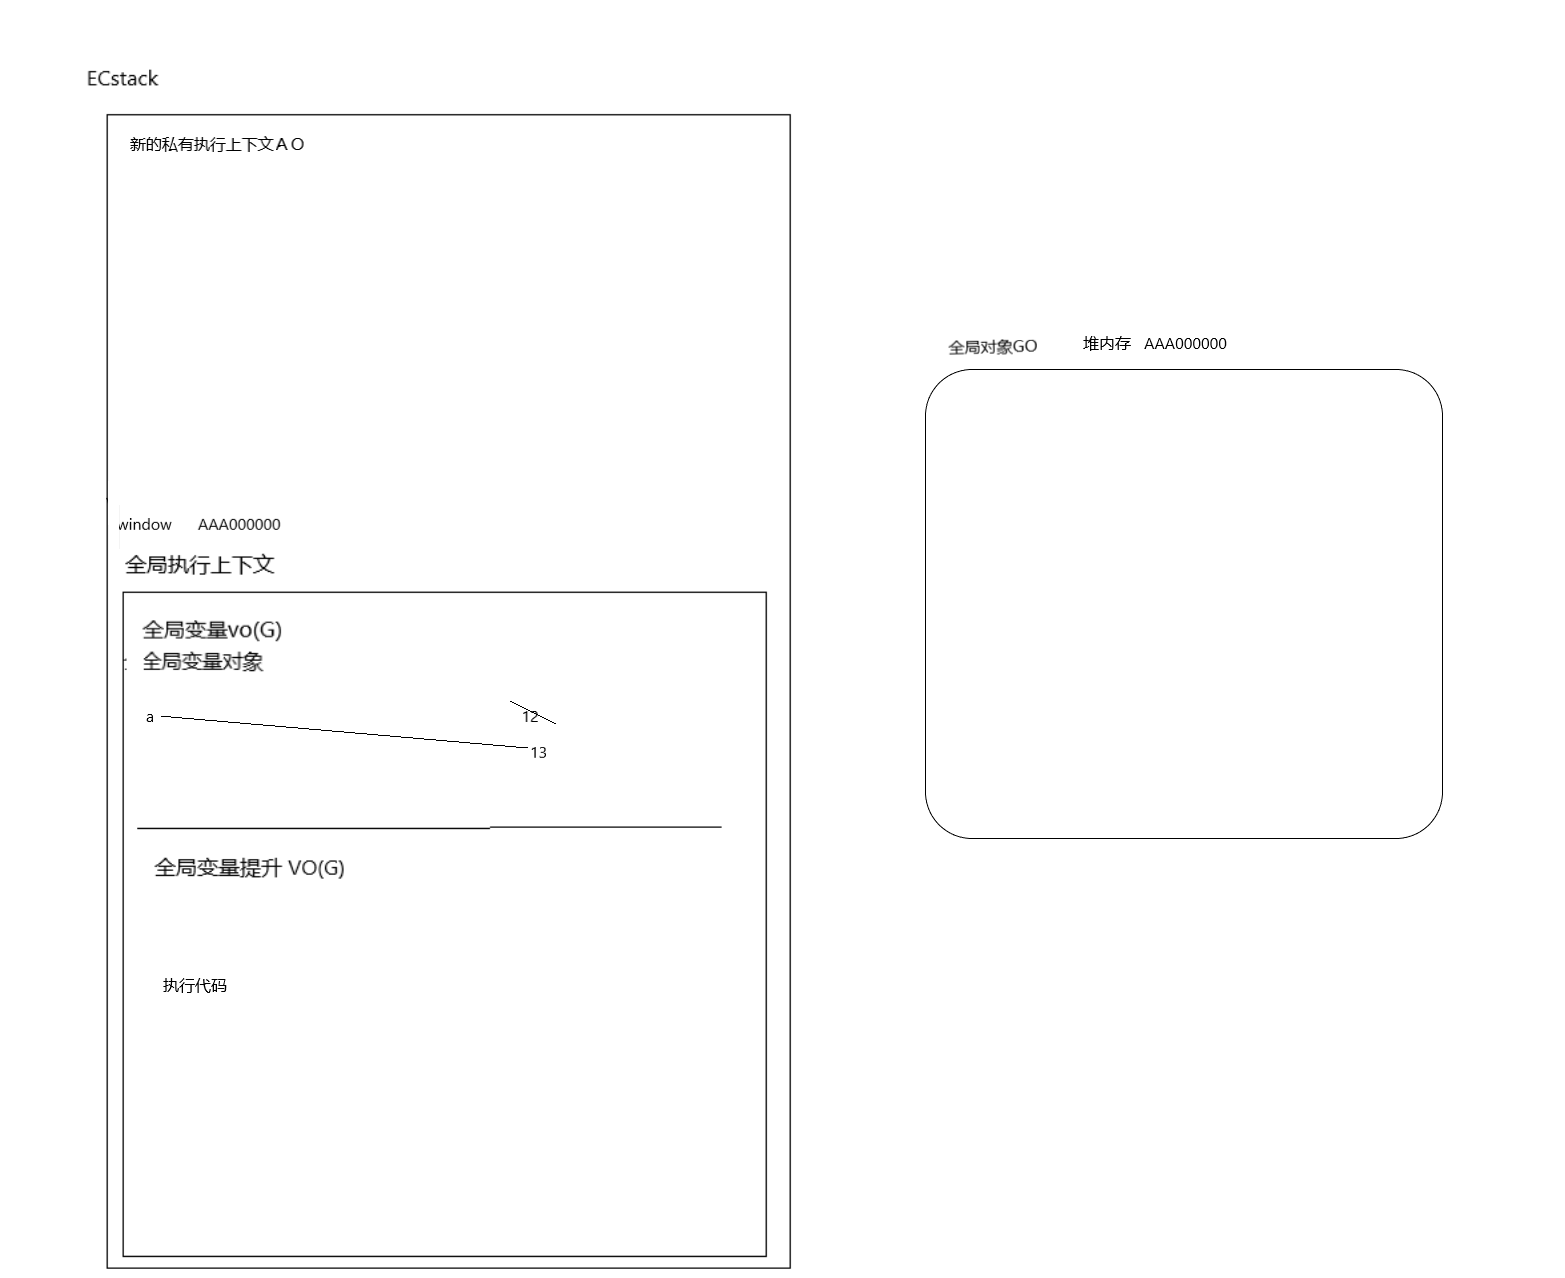 ECstack
新的私有执行上下文ＡＯ
全局对象GO 堆内存 AAA000000
window AAA000000
全局执行上下文
全局变量vo(G)
: 全局变量对象
a 12
13
全局变量提升 VO(G)
执行代码